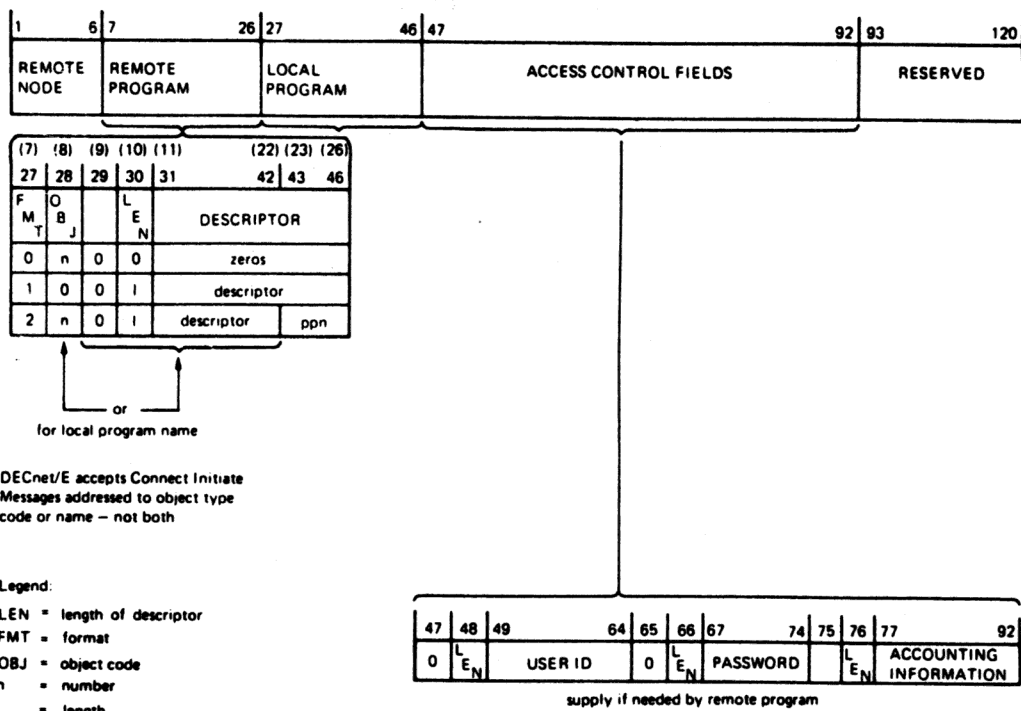 1 6 7 26 27 46 47 92 93 120
REMOTE NODE REMOTE PROGRAM LOCAL PROGRAM ACCESS CONTROL FIELDS RESERVED
(7) (8) (9) (10) (11) (22) (23) (26)
27 28 29 30 31 42 43 46
FMT OBJ LEN DESCRIPTOR
0 n 0 0 zeros
1 0 0 l descriptor
2 n 0 l descriptor ppn
or
for local program name
DECnet/E accepts Connect Initiate
Messages addressed to object type
code or name – not both
Legend:
LEN = length of descriptor
FMT = format
OBJ = object code
n = number
= length
47 48 49 64 65 66 67 74 75 76 77 92
0 LEN USER ID 0 LEN PASSWORD LEN ACCOUNTING INFORMATION
supply if needed by remote program